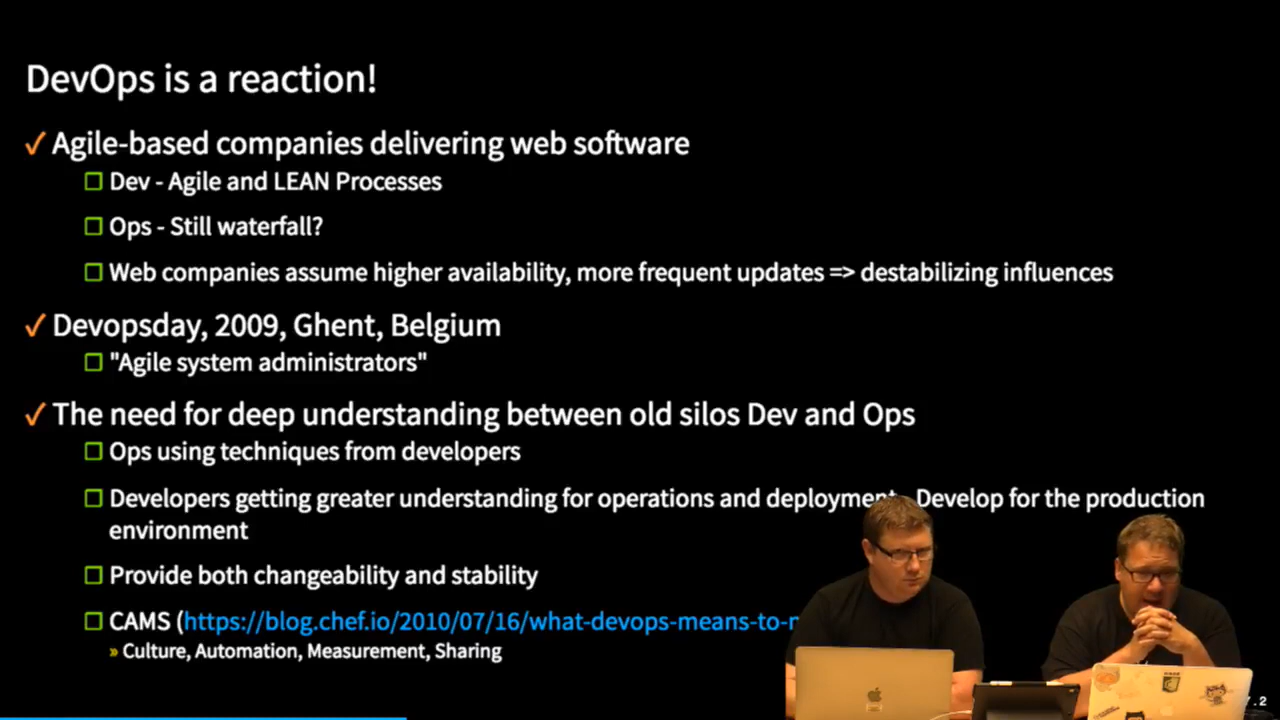 DevOps is a reaction!
✓ Agile-based companies delivering web software
☐ Dev - Agile and LEAN Processes
☐ Ops - Still waterfall?
☐ Web companies assume higher availability, more frequent updates => destabilizing influences
✓ Devopsday, 2009, Ghent, Belgium
☐ "Agile system administrators"
✓ The need for deep understanding between old silos Dev and Ops
☐ Ops using techniques from developers
☐ Developers getting greater understanding for operations and deployment Develop for the production
environment
☐ Provide both changeability and stability
☐ CAMS (https://blog.chef.io/2010/07/16/what-devops-means-to-
» Culture, Automation, Measurement, Sharing
.2